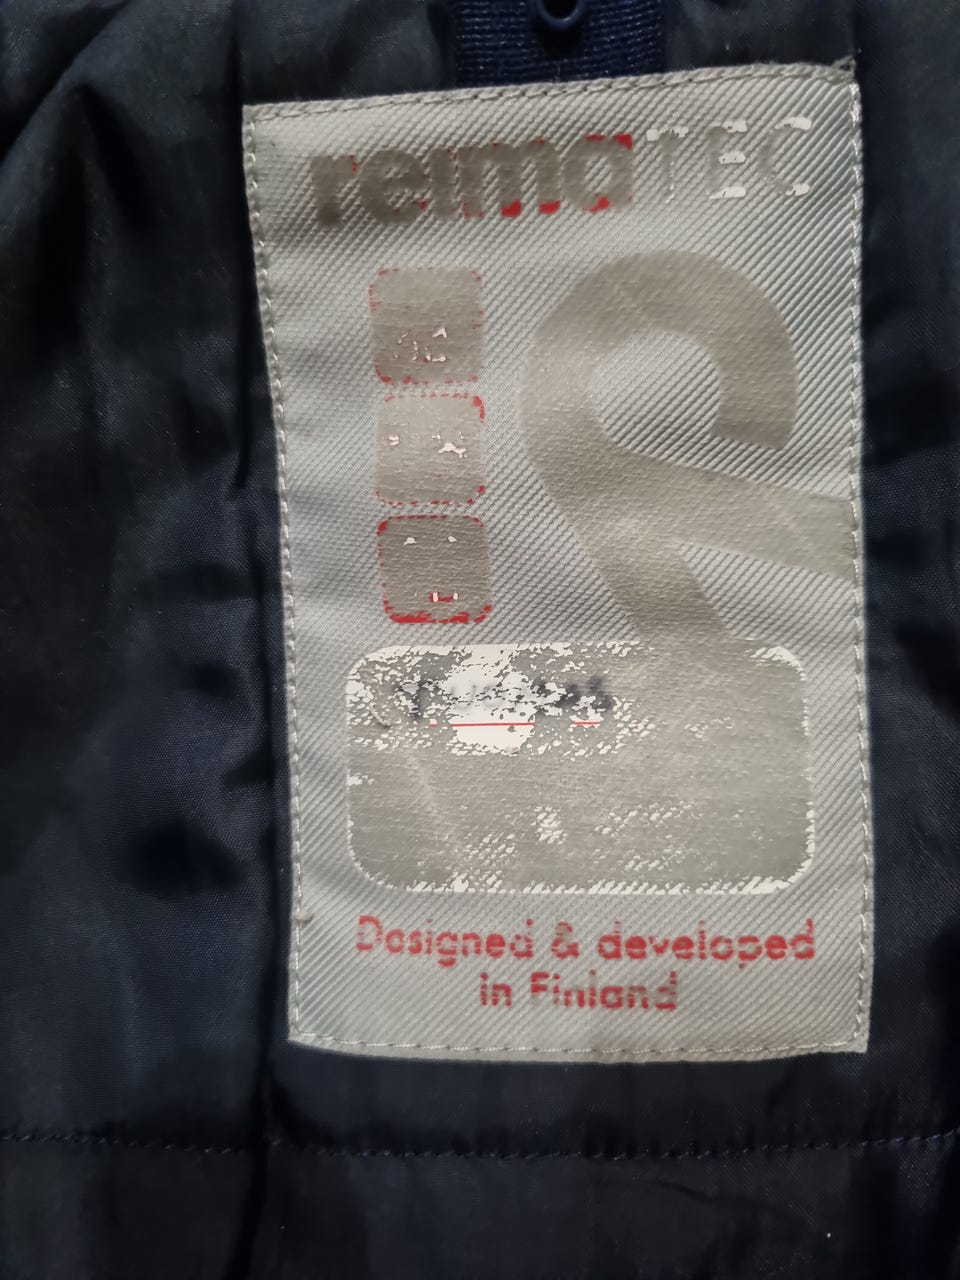 reimaTEC
Designed & developed
in Finland